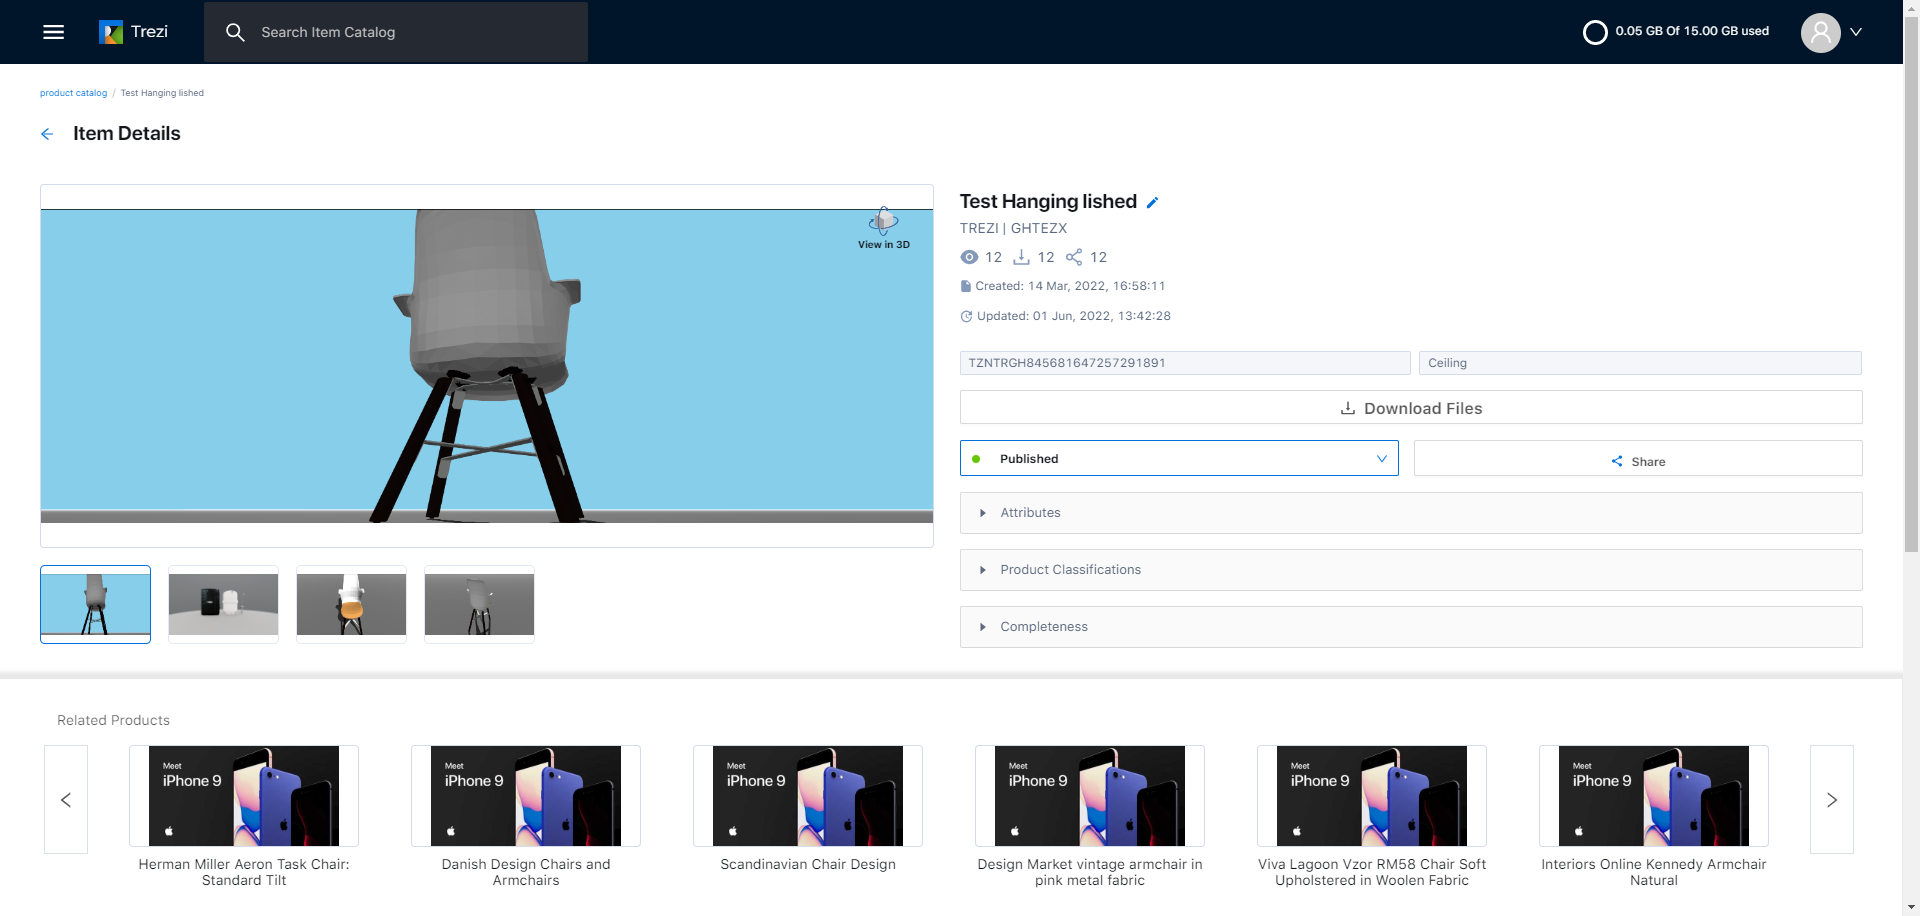 Trezi
Search Item Catalog
0.05 GB Of 15.00 GB used
product catalog / Test Hanging lished
Item Details
View in 3D
Test Hanging lished
TREZI | GHTEZX
12 12 12
Created: 14 Mar, 2022, 16:58:11
Updated: 01 Jun, 2022, 13:42:28
TZNTRGH845681647257291891
Ceiling
Download Files
Published
Share
Attributes
Product Classifications
Completeness
Related Products
Meet
iPhone 9
Meet
iPhone 9
Meet
iPhone 9
Meet
iPhone 9
Meet
iPhone 9
Meet
iPhone 9
Herman Miller Aeron Task Chair:
Standard Tilt
Danish Design Chairs and
Armchairs
Scandinavian Chair Design
Design Market vintage armchair in
pink metal fabric
Viva Lagoon Vzor RM58 Chair Soft
Upholstered in Woolen Fabric
Interiors Online Kennedy Armchair
Natural